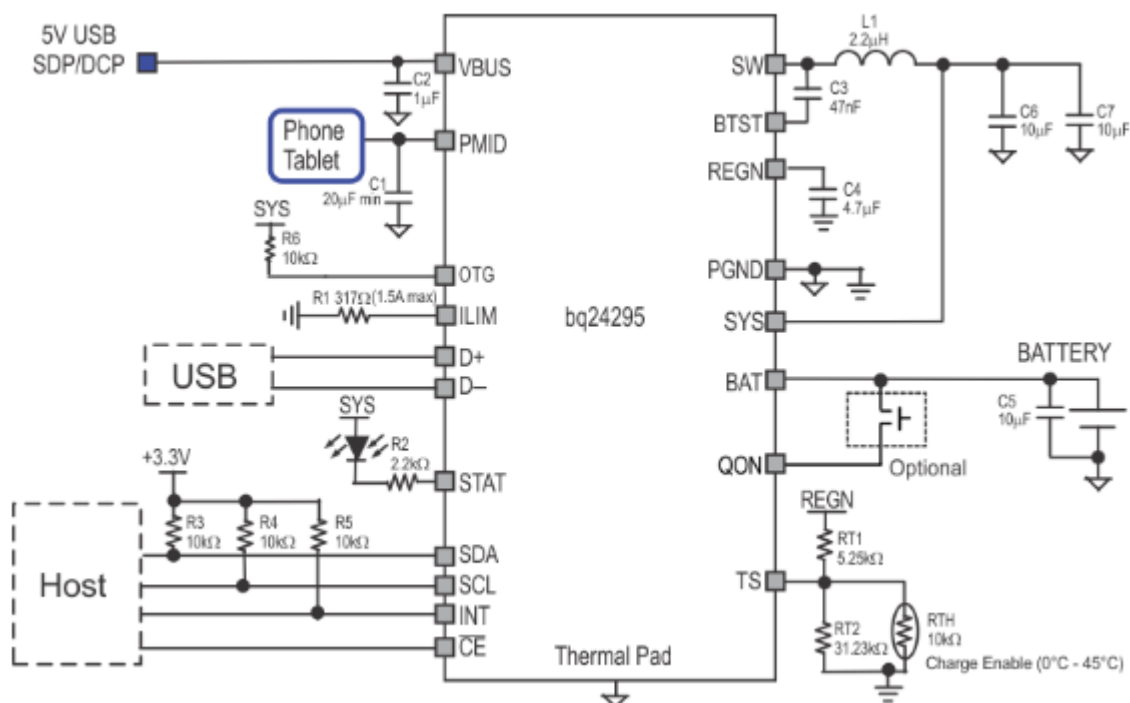 5V USB
SDP/DCP
VBUS
C2
1µF
Phone
Tablet
PMID
C1
20µF min
SYS
R6
10kΩ
OTG
R1 317Ω(1.5A max)
ILIM
USB
D+
D–
SYS
R2
2.2kΩ
STAT
+3.3V
R3
10kΩ
R4
10kΩ
R5
10kΩ
Host
SDA
SCL
INT
CE
bq24295
Thermal Pad
L1
2.2µH
SW
C3
47nF
BTST
C6
10µF
C7
10µF
REGN
C4
4.7µF
PGND
SYS
BATTERY
BAT
C5
10µF
QON
Optional
REGN
RT1
5.25kΩ
TS
RT2
31.23kΩ
RTH
10kΩ
Charge Enable (0°C - 45°C)